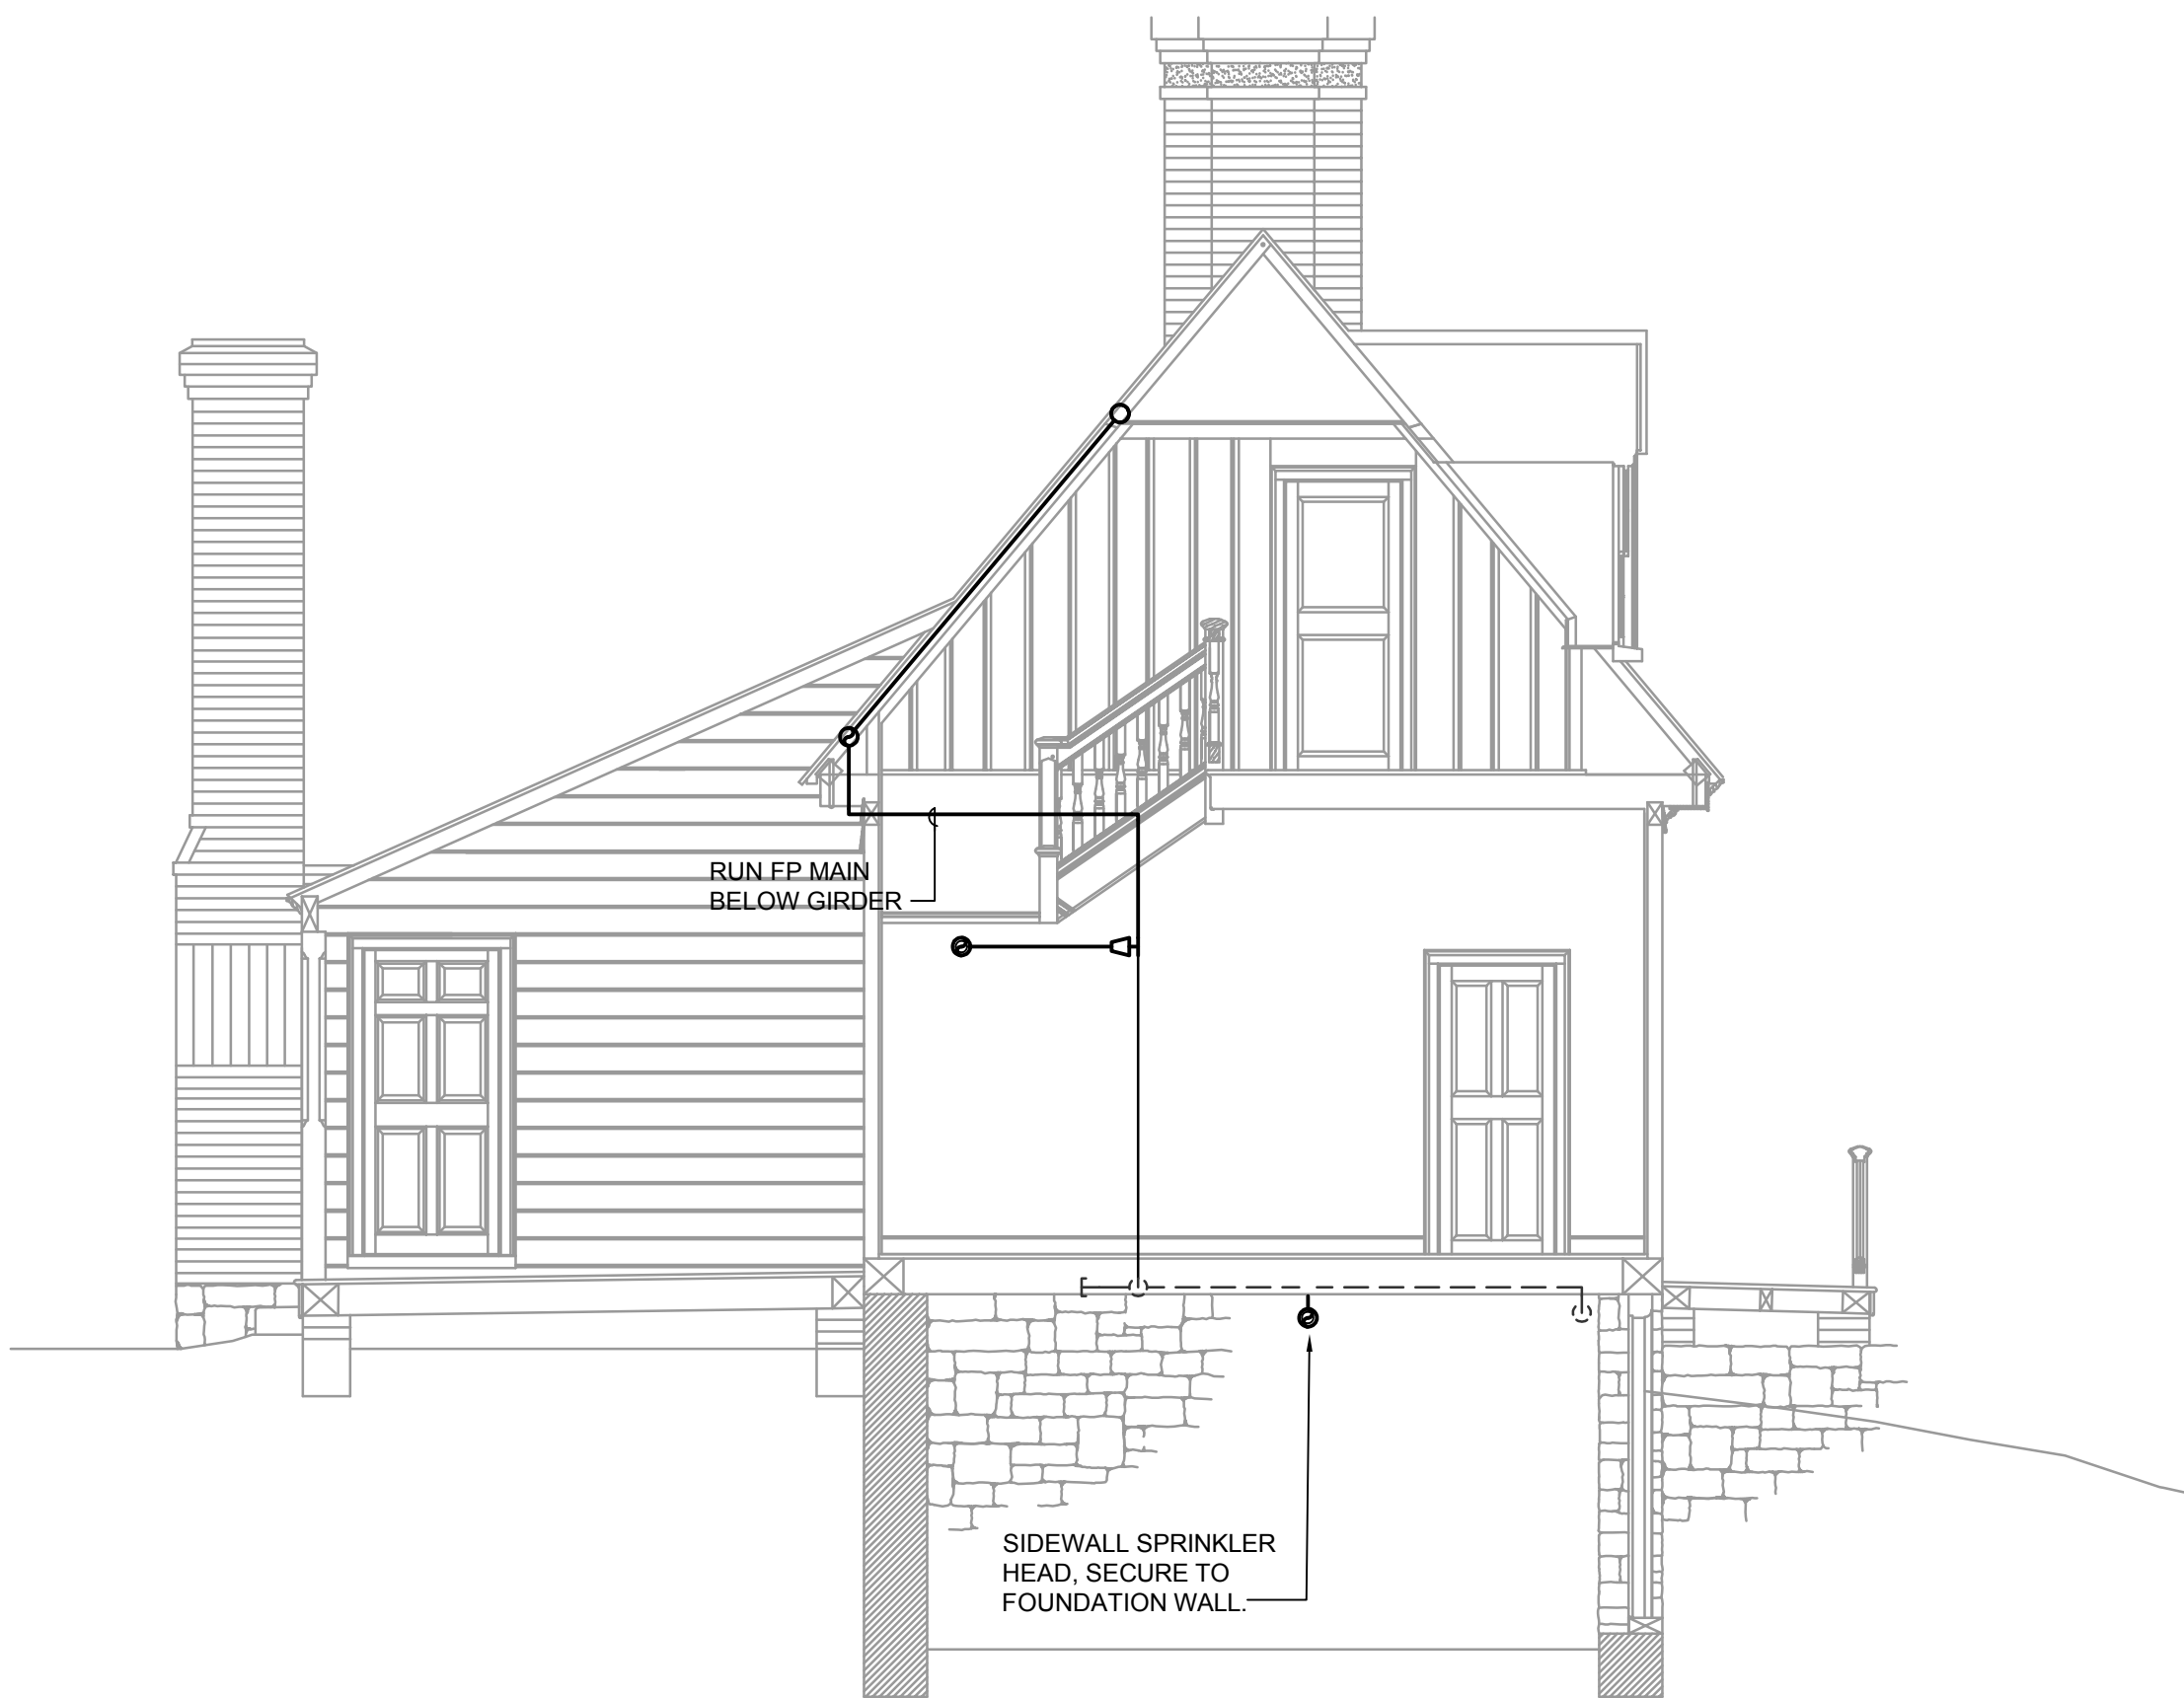 RUN FP MAIN
BELOW GIRDER
SIDEWALL SPRINKLER
HEAD, SECURE TO
FOUNDATION WALL.